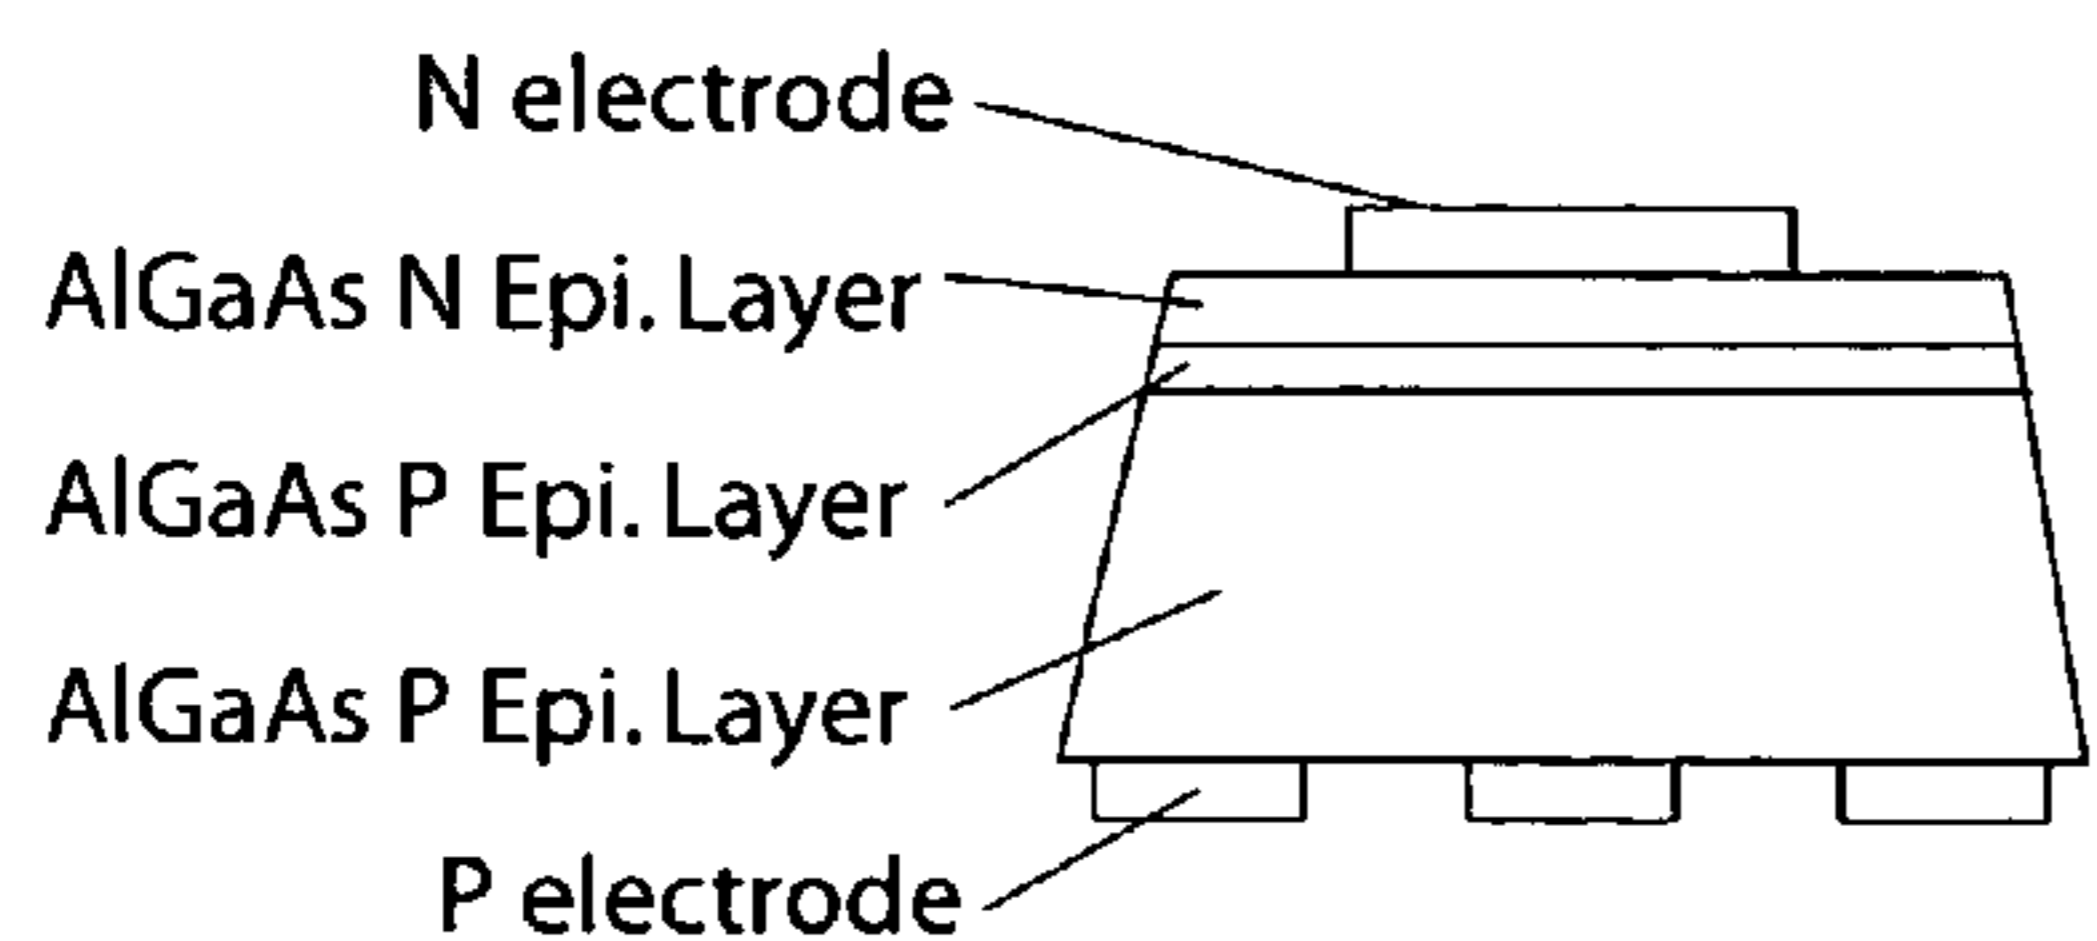 N electrode
AlGaAs N Epi. Layer
AlGaAs P Epi. Layer
AlGaAs P Epi. Layer
P electrode